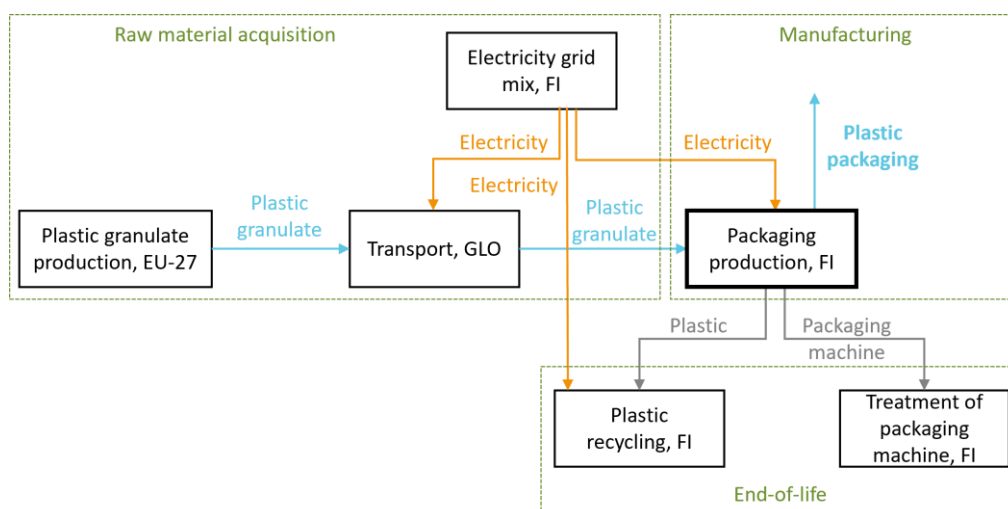 Raw material acquisition
Manufacturing
Electricity grid
mix, FI
Electricity
Electricity
Electricity
Plastic
packaging
Plastic
granulate
Plastic
granulate
Plastic granulate
production, EU-27
Transport, GLO
Packaging
production, FI
Plastic
Packaging
machine
Plastic
recycling, FI
Treatment of
packaging
machine, FI
End-of-life